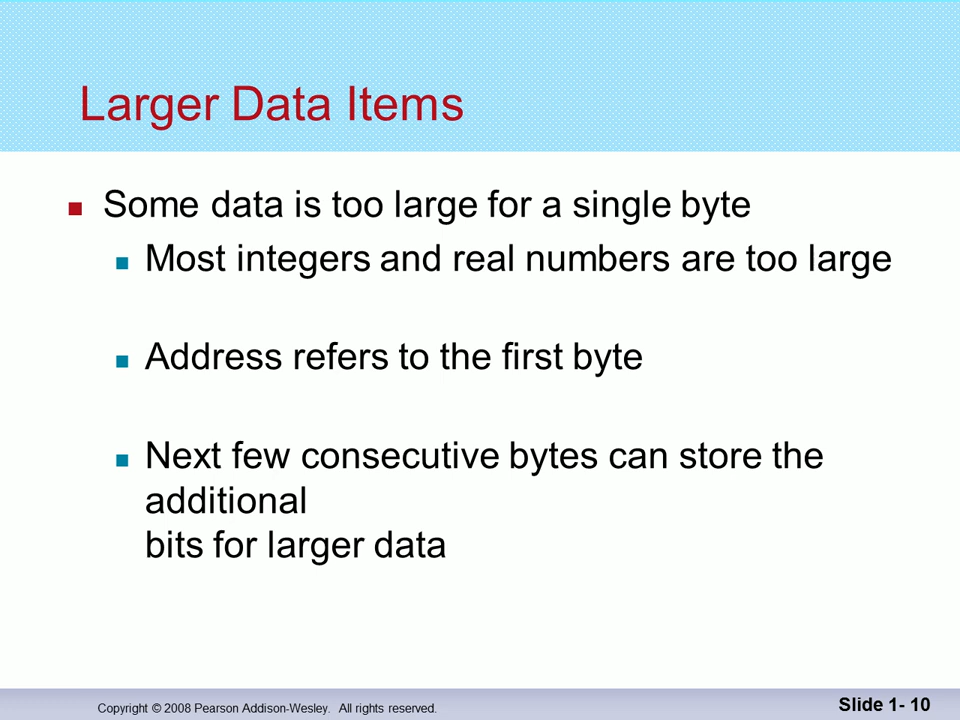 Larger Data Items
Some data is too large for a single byte
Most integers and real numbers are too large
Address refers to the first byte
Next few consecutive bytes can store the
additional
bits for larger data
Copyright © 2008 Pearson Addison-Wesley. All rights reserved.
Slide 1- 10